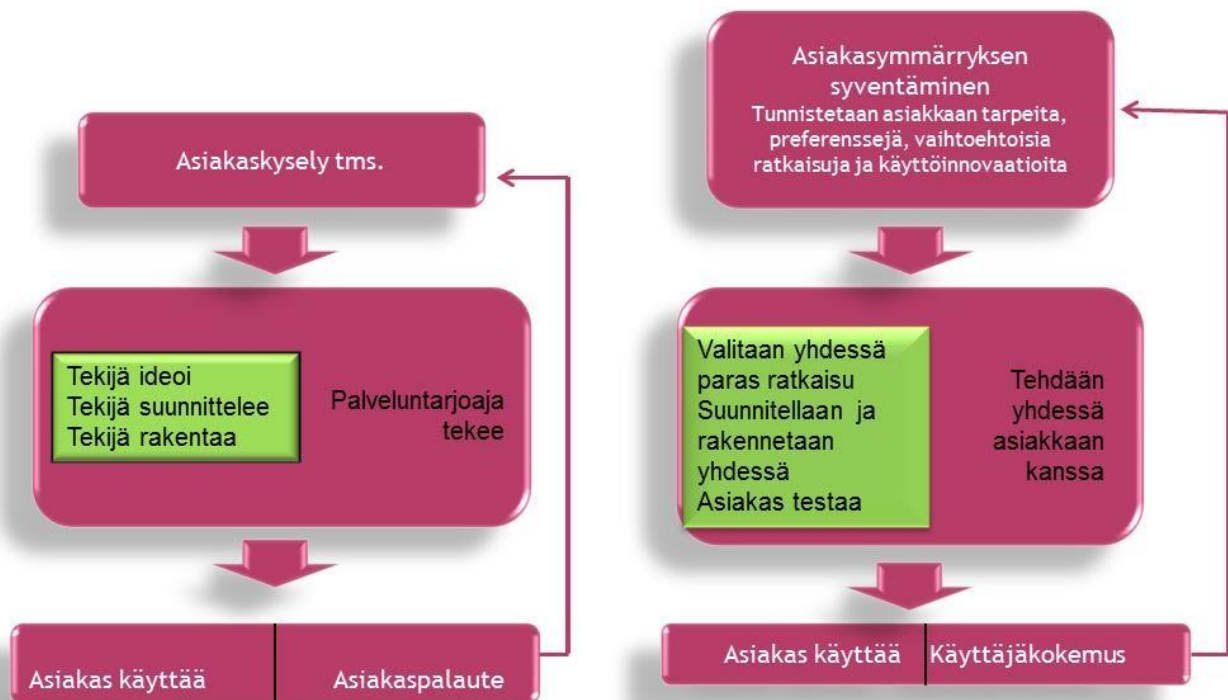 Asiakaskysely tms.
Tekijä ideoi
Tekijä suunnittelee
Tekijä rakentaa
Palveluntarjoaja
tekee
Asiakas käyttää
Asiakaspalaute
Asiakasymmärryksen
syventäminen
Tunnistetaan asiakkaan tarpeita,
preferenssejä, vaihtoehtoisia
ratkaisuja ja käyttöinnovaatioita
Valitaan yhdessä
paras ratkaisu
Suunnitellaan ja
rakennetaan
yhdessä
Asiakas testaa
Tehdään
yhdessä
asiakkaan
kanssa
Asiakas käyttää
Käyttäjäkokemus